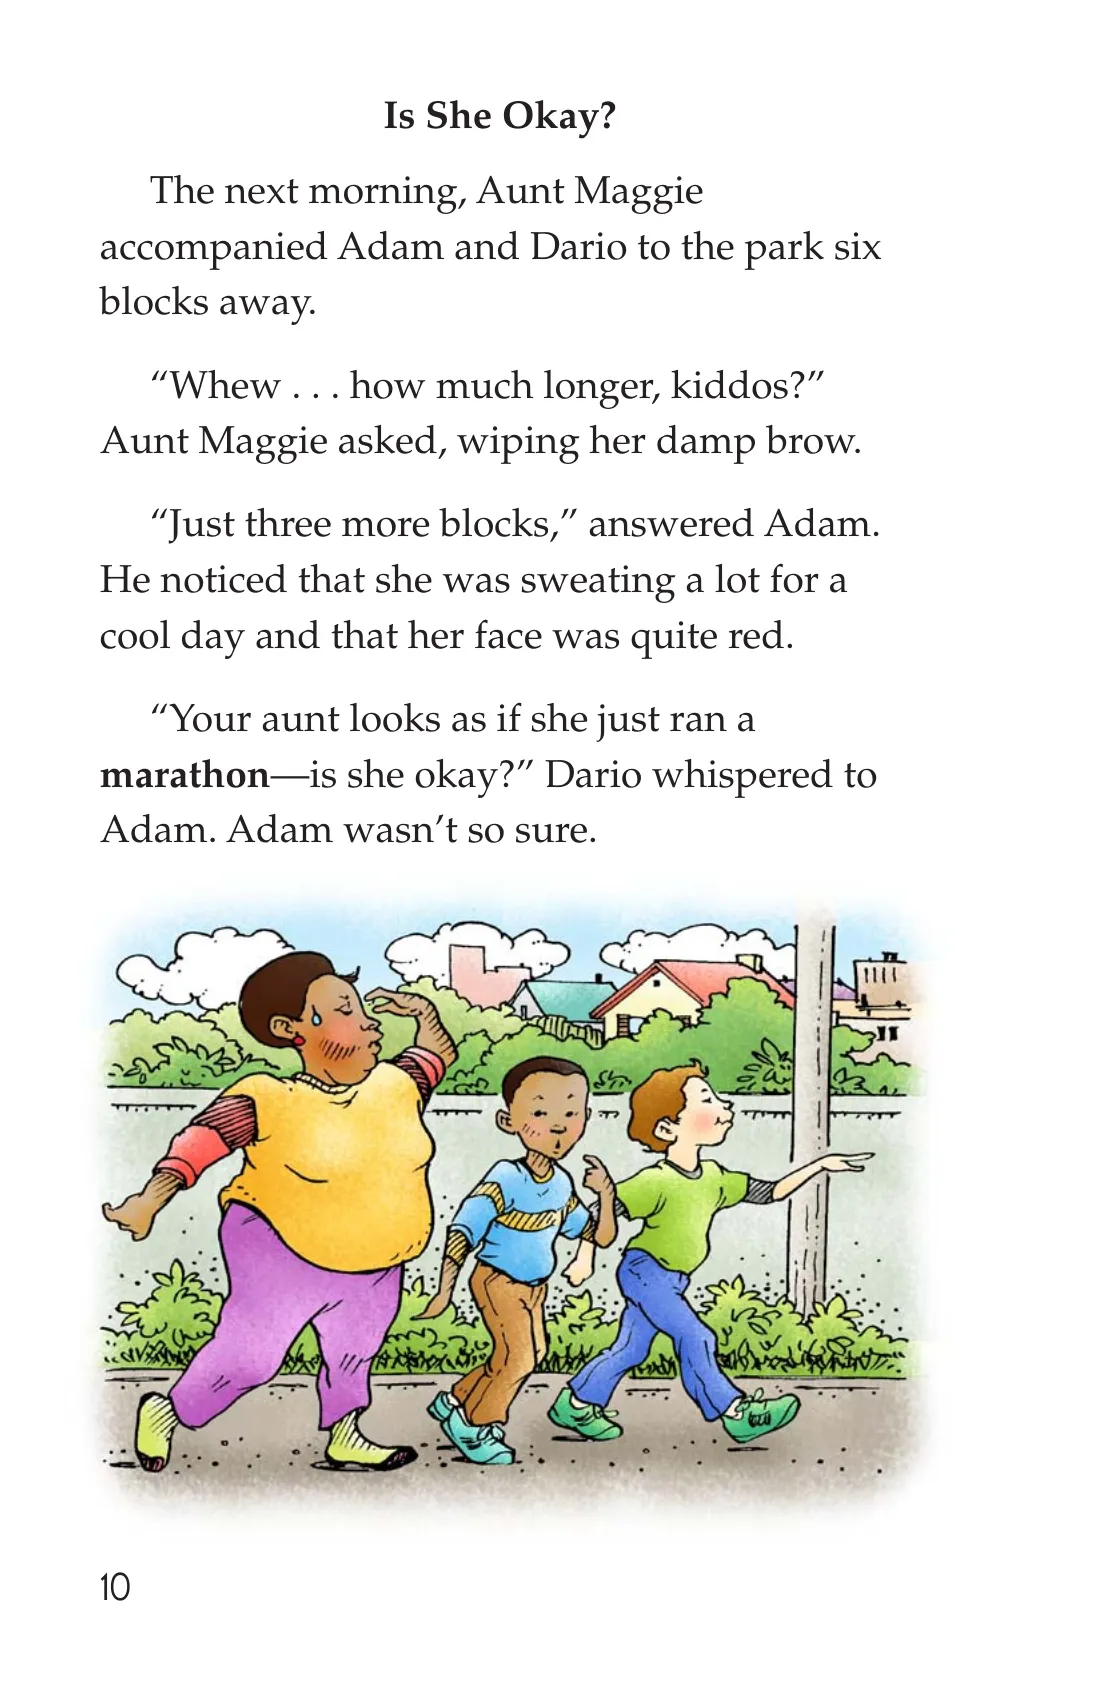 Is She Okay?
The next morning, Aunt Maggie
accompanied Adam and Dario to the park six
blocks away.
“Whew . . . how much longer, kiddos?”
Aunt Maggie asked, wiping her damp brow.
“Just three more blocks,” answered Adam.
He noticed that she was sweating a lot for a
cool day and that her face was quite red.
“Your aunt looks as if she just ran a
marathon—is she okay?” Dario whispered to
Adam. Adam wasn’t so sure.
10